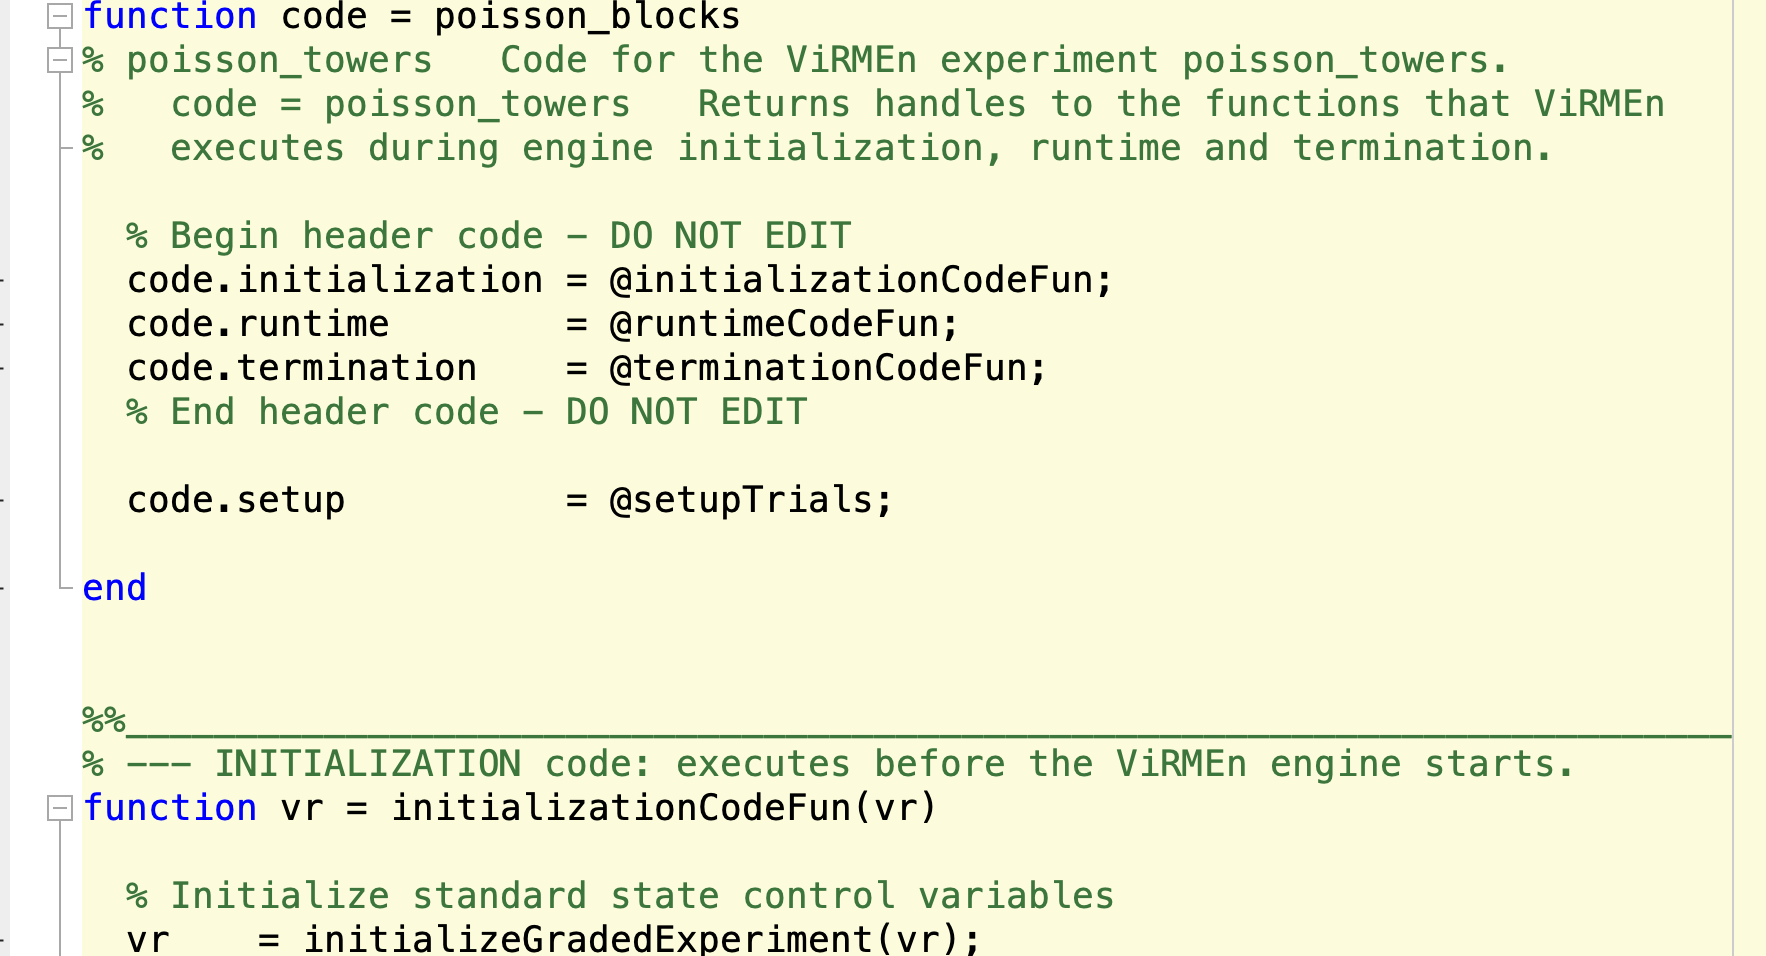 function code = poisson_blocks
% poisson_towers   Code for the ViRMEn experiment poisson_towers.
%   code = poisson_towers   Returns handles to the functions that ViRMEn
%   executes during engine initialization, runtime and termination.
  % Begin header code - DO NOT EDIT
  code.initialization = @initializationCodeFun;
  code.runtime        = @runtimeCodeFun;
  code.termination    = @terminationCodeFun;
  % End header code - DO NOT EDIT
  code.setup          = @setupTrials;
end
%%_________________________________________________________________________
% --- INITIALIZATION code: executes before the ViRMEn engine starts.
function vr = initializationCodeFun(vr)
  % Initialize standard state control variables
  vr    = initializeGradedExperiment(vr);